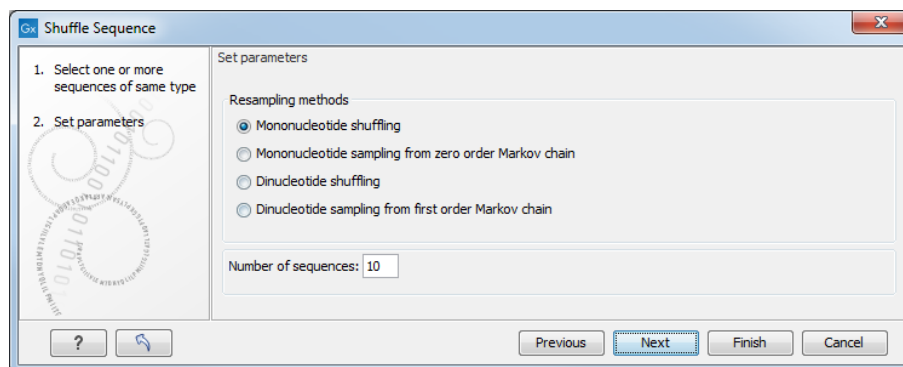 Gx Shuffle Sequence
Set parameters
1. Select one or more
sequences of same type
2. Set parameters
Resampling methods
Mononucleotide shuffling
Mononucleotide sampling from zero order Markov chain
Dinucleotide shuffling
Dinucleotide sampling from first order Markov chain
Number of sequences: 10
?
Previous
Next
Finish
Cancel